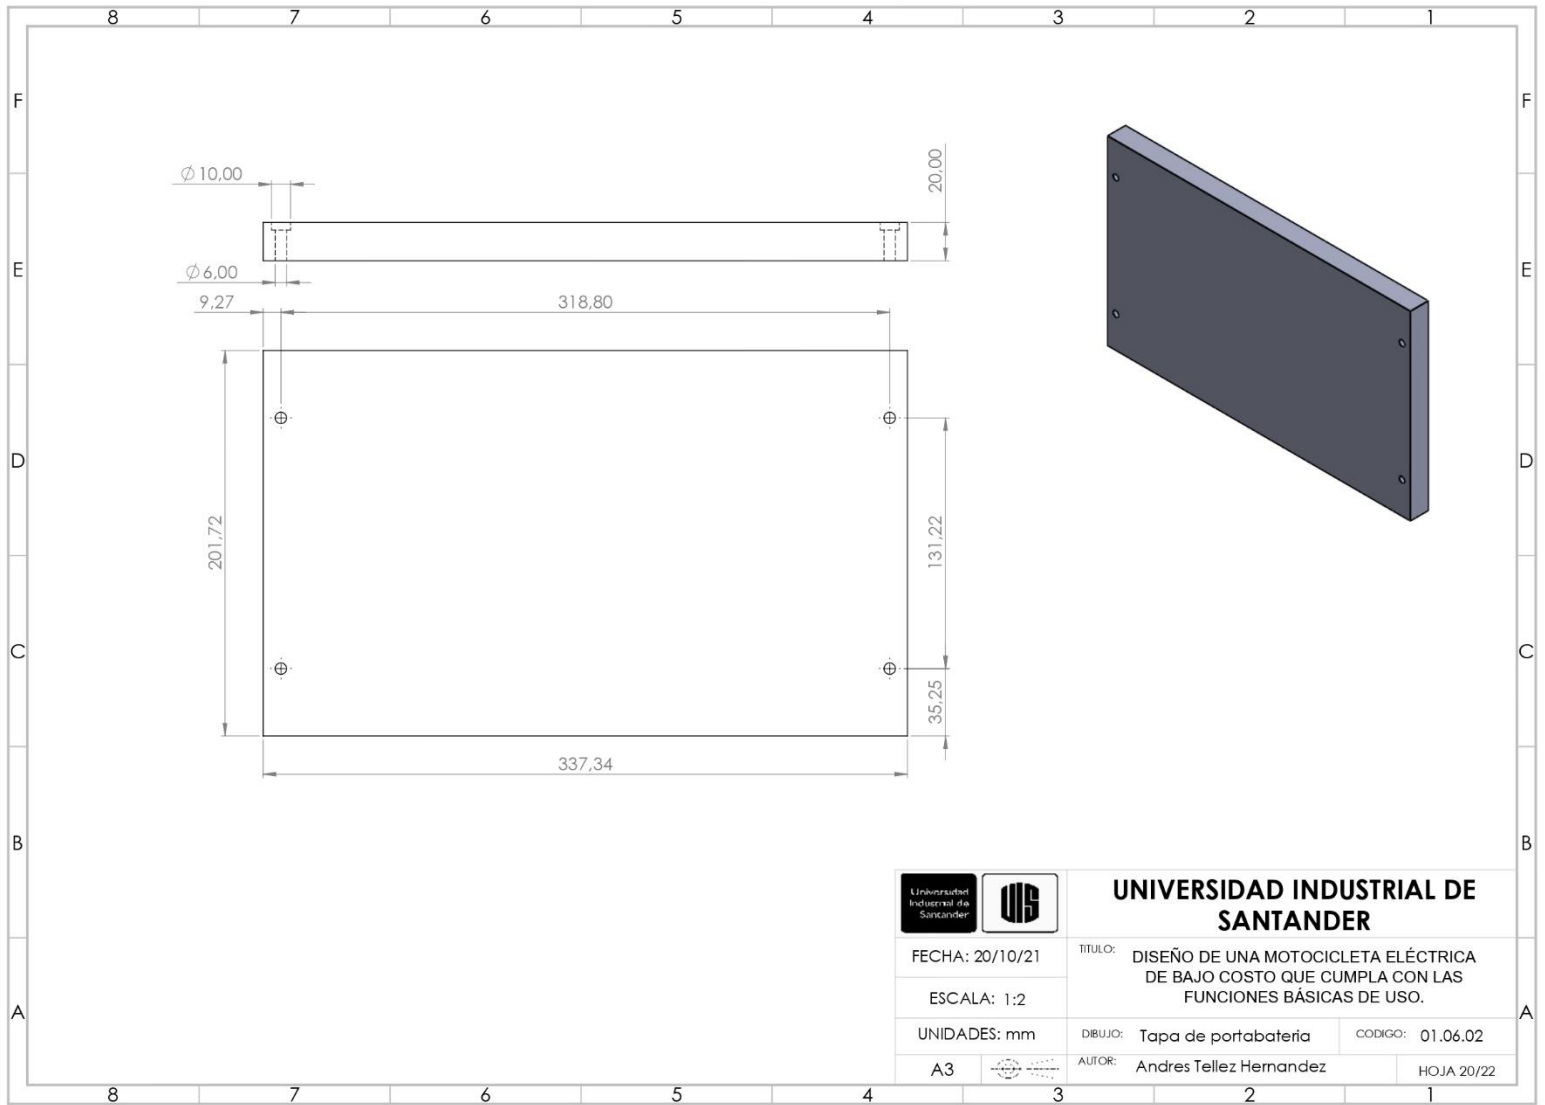 8 7 6 5 4 3 2 1
F F
E E
D D
C C
B B
A A
∅ 10,00
20,00
∅ 6,00
9,27
318,80
201,72
131,22
35,25
337,34
Universidad
Industrial de
Santander
UIS
UNIVERSIDAD INDUSTRIAL DE
SANTANDER
FECHA: 20/10/21
TITULO: DISEÑO DE UNA MOTOCICLETA ELÉCTRICA
DE BAJO COSTO QUE CUMPLA CON LAS
FUNCIONES BÁSICAS DE USO.
ESCALA: 1:2
UNIDADES: mm
DIBUJO: Tapa de portabateria
CODIGO: 01.06.02
A3
AUTOR: Andres Tellez Hernandez
HOJA 20/22
8 7 6 5 4 3 2 1